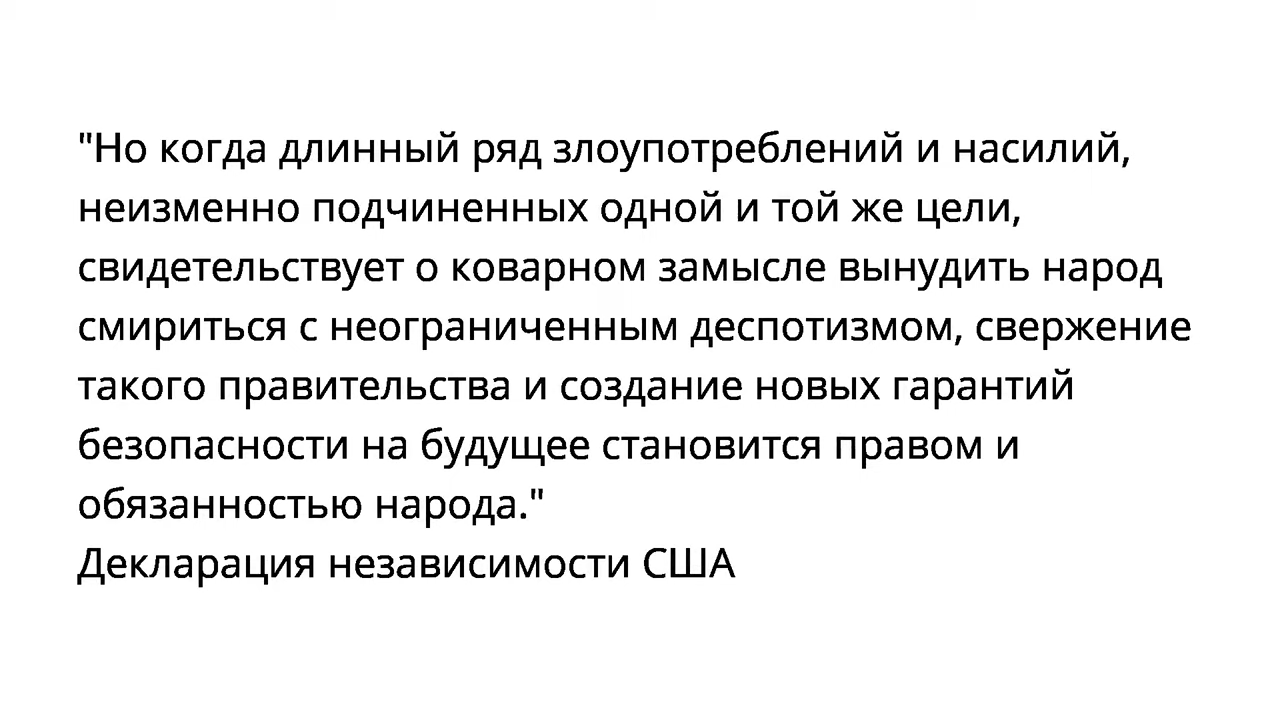 "Но когда длинный ряд злоупотреблений и насилий,
неизменно подчиненных одной и той же цели,
свидетельствует о коварном замысле вынудить народ
смириться с неограниченным деспотизмом, свержение
такого правительства и создание новых гарантий
безопасности на будущее становится правом и
обязанностью народа."
Декларация независимости США